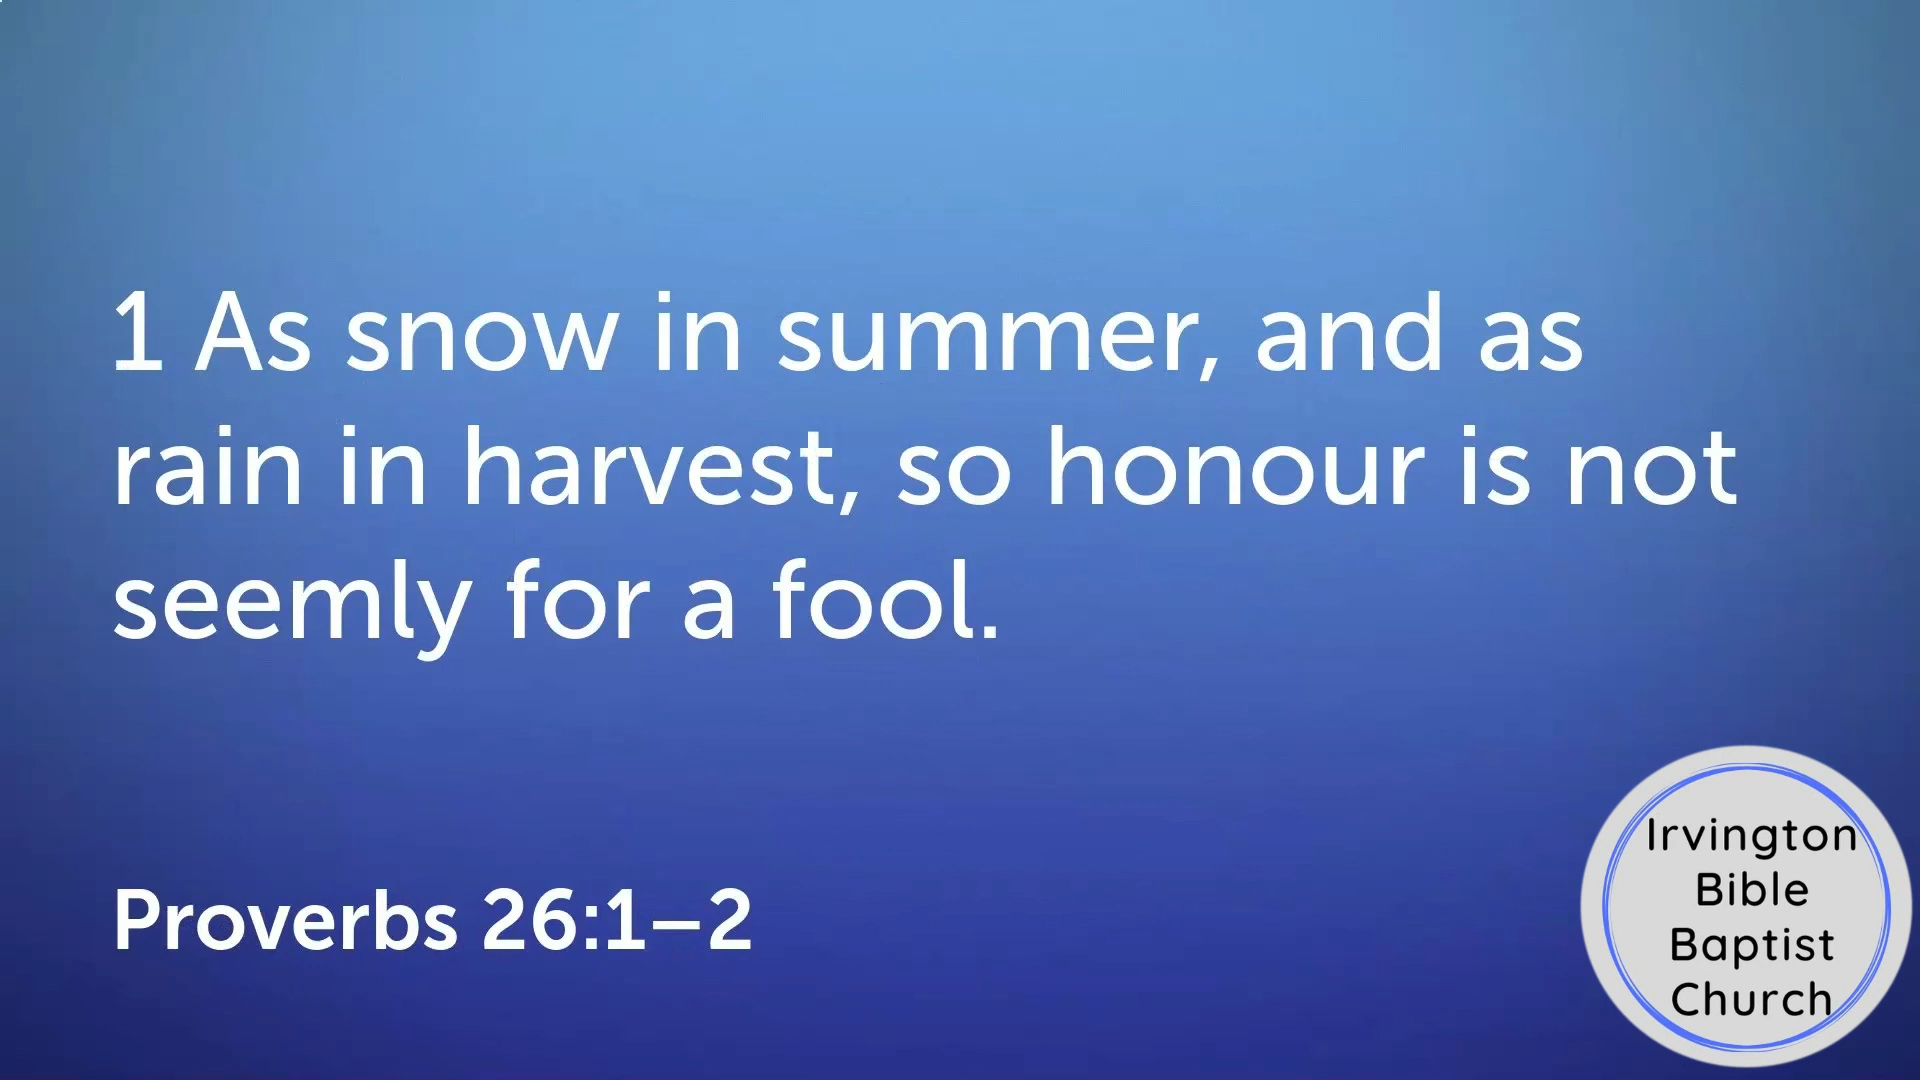 1 As snow in summer, and as
rain in harvest, so honour is not
seemly for a fool.
Proverbs 26:1–2
Irvington
Bible
Baptist
Church